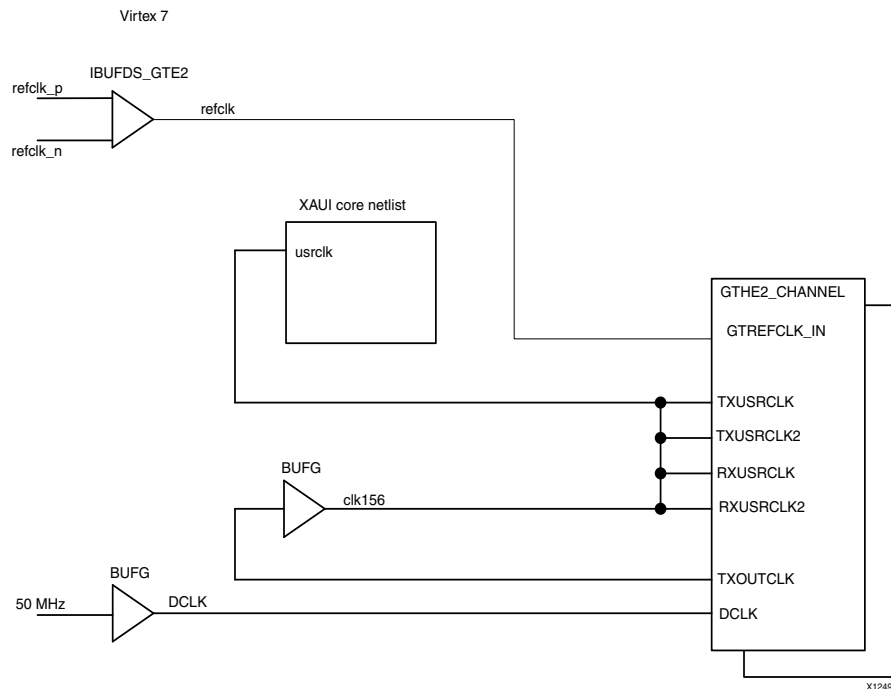 Virtex 7
IBUFDS_GTE2
refclk_p
refclk
refclk_n
XAUI core netlist
usrclk
GTHE2_CHANNEL
GTREFCLK_IN
TXUSRCLK
TXUSRCLK2
RXUSRCLK
BUFG
clk156
RXUSRCLK2
TXOUTCLK
BUFG
50 MHz
DCLK
DCLK
X1249